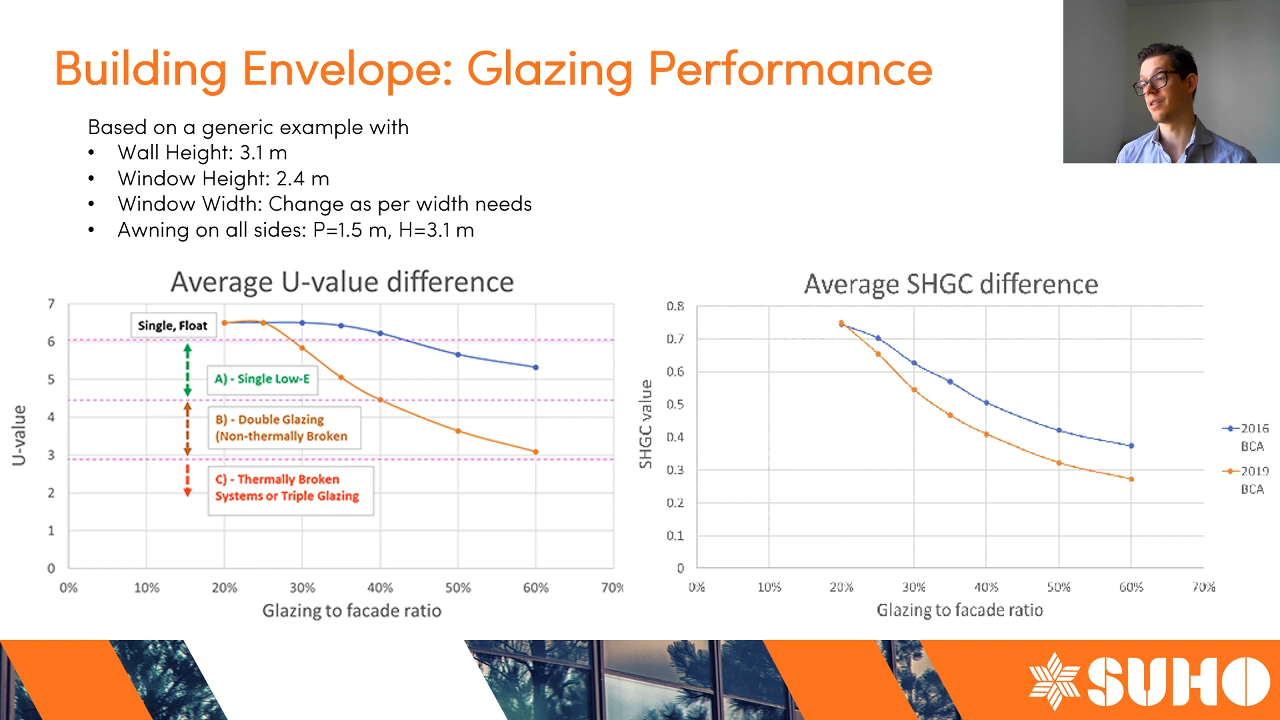 Building Envelope: Glazing Performance
Based on a generic example with
• Wall Height: 3.1 m
• Window Height: 2.4 m
• Window Width: Change as per width needs
• Awning on all sides: P=1.5 m, H=3.1 m
Average U-value difference
7
6
5
4
3
2
1
0
U-value
Single, Float
A) - Single Low-E
B) - Double Glazing
(Non-thermally Broken
C) - Thermally Broken
Systems or Triple Glazing
0% 10% 20% 30% 40% 50% 60% 70%
Glazing to facade ratio
Average SHGC difference
0.8
0.7
0.6
0.5
0.4
0.3
0.2
0.1
0
SHGC value
0% 10% 20% 30% 40% 50% 60% 70%
Glazing to facade ratio
2016
BCA
2019
BCA
SUHO